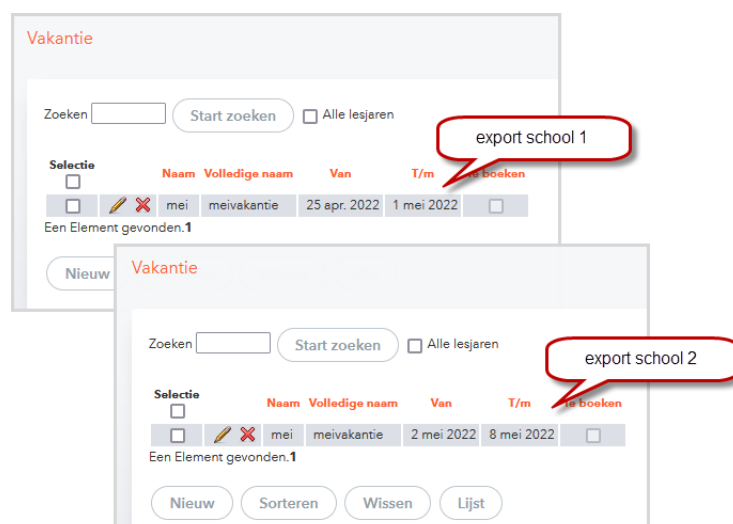 Vakantie
Zoeken Start zoeken Alle lesjaren
export school 1
Selectie Naam Volledige naam Van T/m boeken
mei meivakantie 25 apr. 2022 1 mei 2022
Een Element gevonden.1
Nieuw
Vakantie
Zoeken Start zoeken Alle lesjaren
export school 2
Selectie Naam Volledige naam Van T/m Te boeken
mei meivakantie 2 mei 2022 8 mei 2022
Een Element gevonden.1
Nieuw Sorteren Wissen Lijst